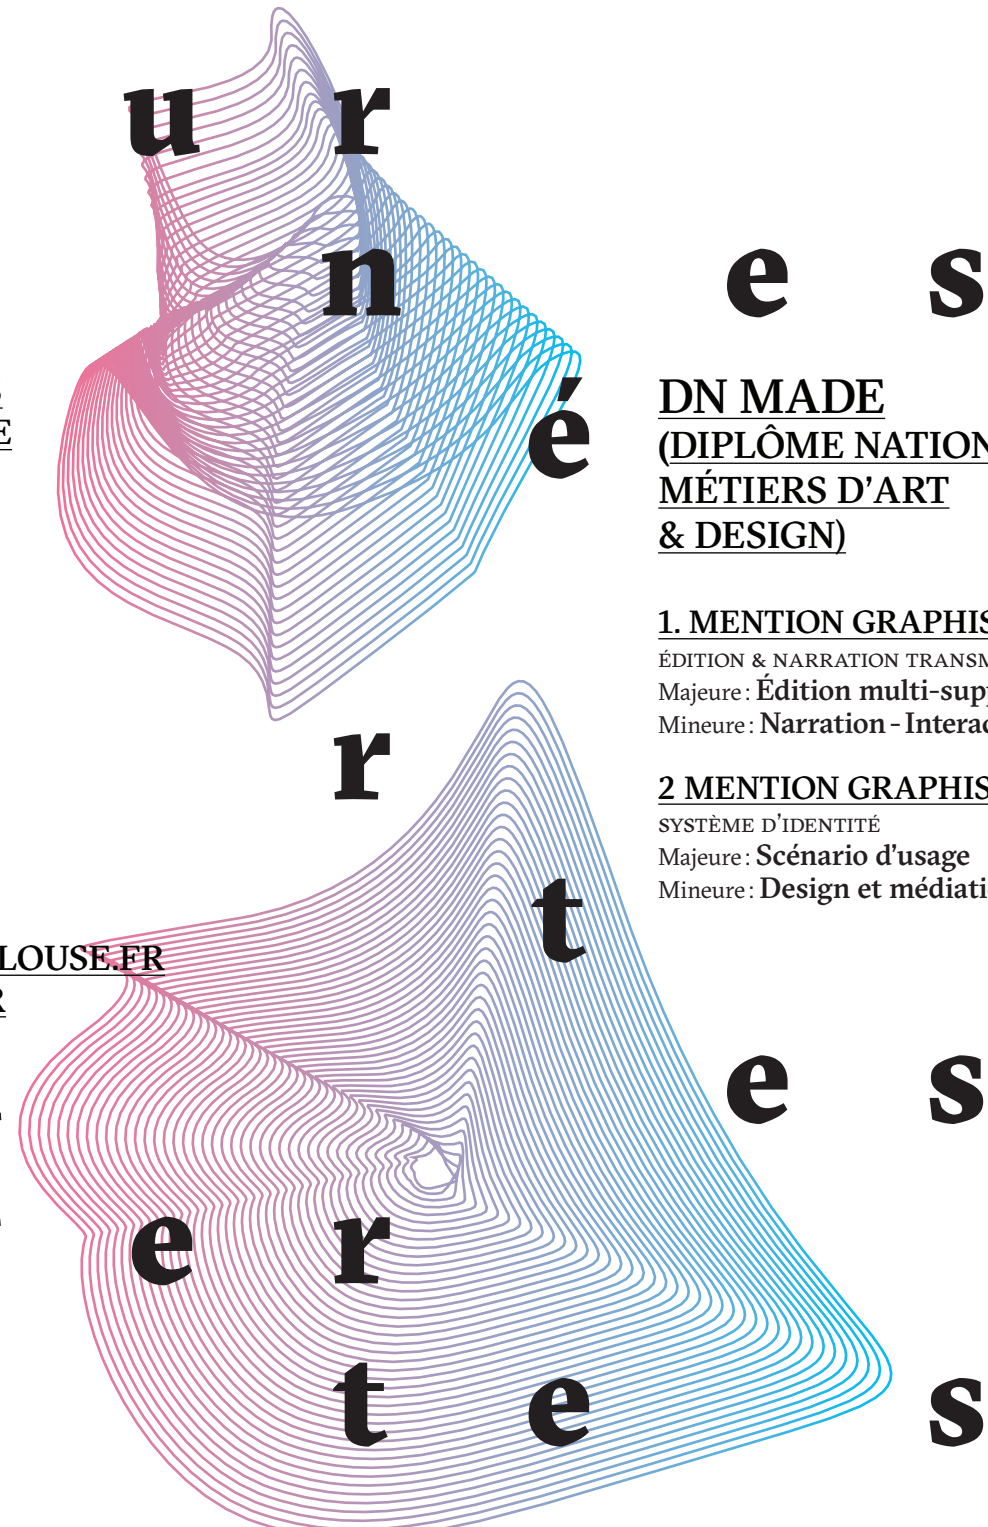 u r
n e s
é
E
DN MADE
(DIPLÔME NATION
MÉTIERS D’ART
& DESIGN)
1. MENTION GRAPHIS
ÉDITION & NARRATION TRANSM
Majeure : Édition multi-supp
Mineure : Narration - Interac
r
2 MENTION GRAPHIS
SYSTÈME D'IDENTITÉ
Majeure : Scénario d'usage
Mineure : Design et médiati
t
LOUSE.FR
R
e s
e r
t e s